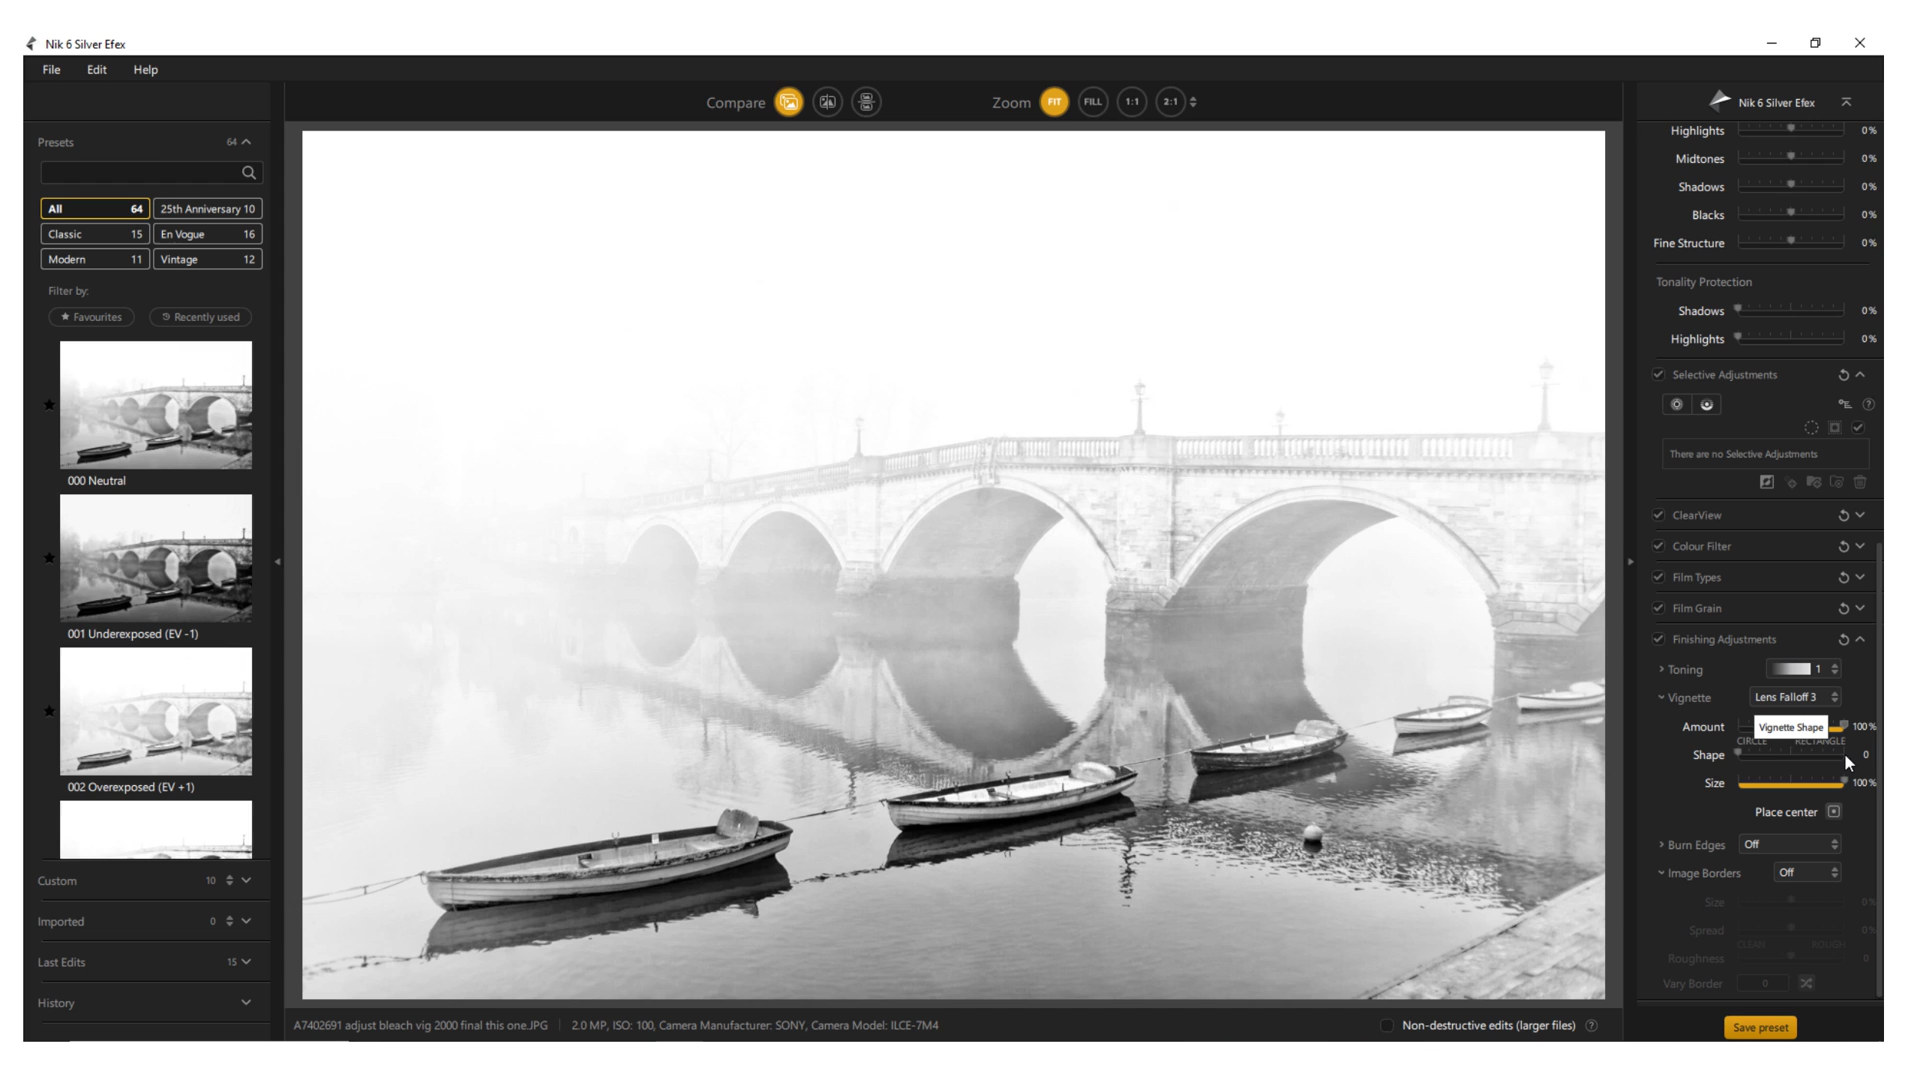 Nik 6 Silver Efex
File Edit Help
Compare Zoom FIT FILL 1:1 2:1
Nik 6 Silver Efex
Presets 64
All 64 25th Anniversary 10
Classic 15 En Vogue 16
Modern 11 Vintage 12
Filter by:
Favourites Recently used
000 Neutral
001 Underexposed (EV -1)
002 Overexposed (EV +1)
Custom 10
Imported 0
Last Edits 15
History
Highlights 0%
Midtones 0%
Shadows 0%
Blacks 0%
Fine Structure 0%
Tonality Protection
Shadows 0%
Highlights 0%
Selective Adjustments
There are no Selective Adjustments
ClearView
Colour Filter
Film Types
Film Grain
Finishing Adjustments
Toning 1
Vignette Lens Falloff 3
Amount Vignette Shape 100%
CIRCLE RECTANGLE
Shape 0
Size 100%
Place center
Burn Edges Off
Image Borders Off
Size 0%
Spread 0%
CLEAN ROUGH
Roughness 0
Vary Border 0
A7402691 adjust bleach vig 2000 final this one.JPG 2.0 MP, ISO: 100, Camera Manufacturer: SONY, Camera Model: ILCE-7M4
Non-destructive edits (larger files) ?
Save preset